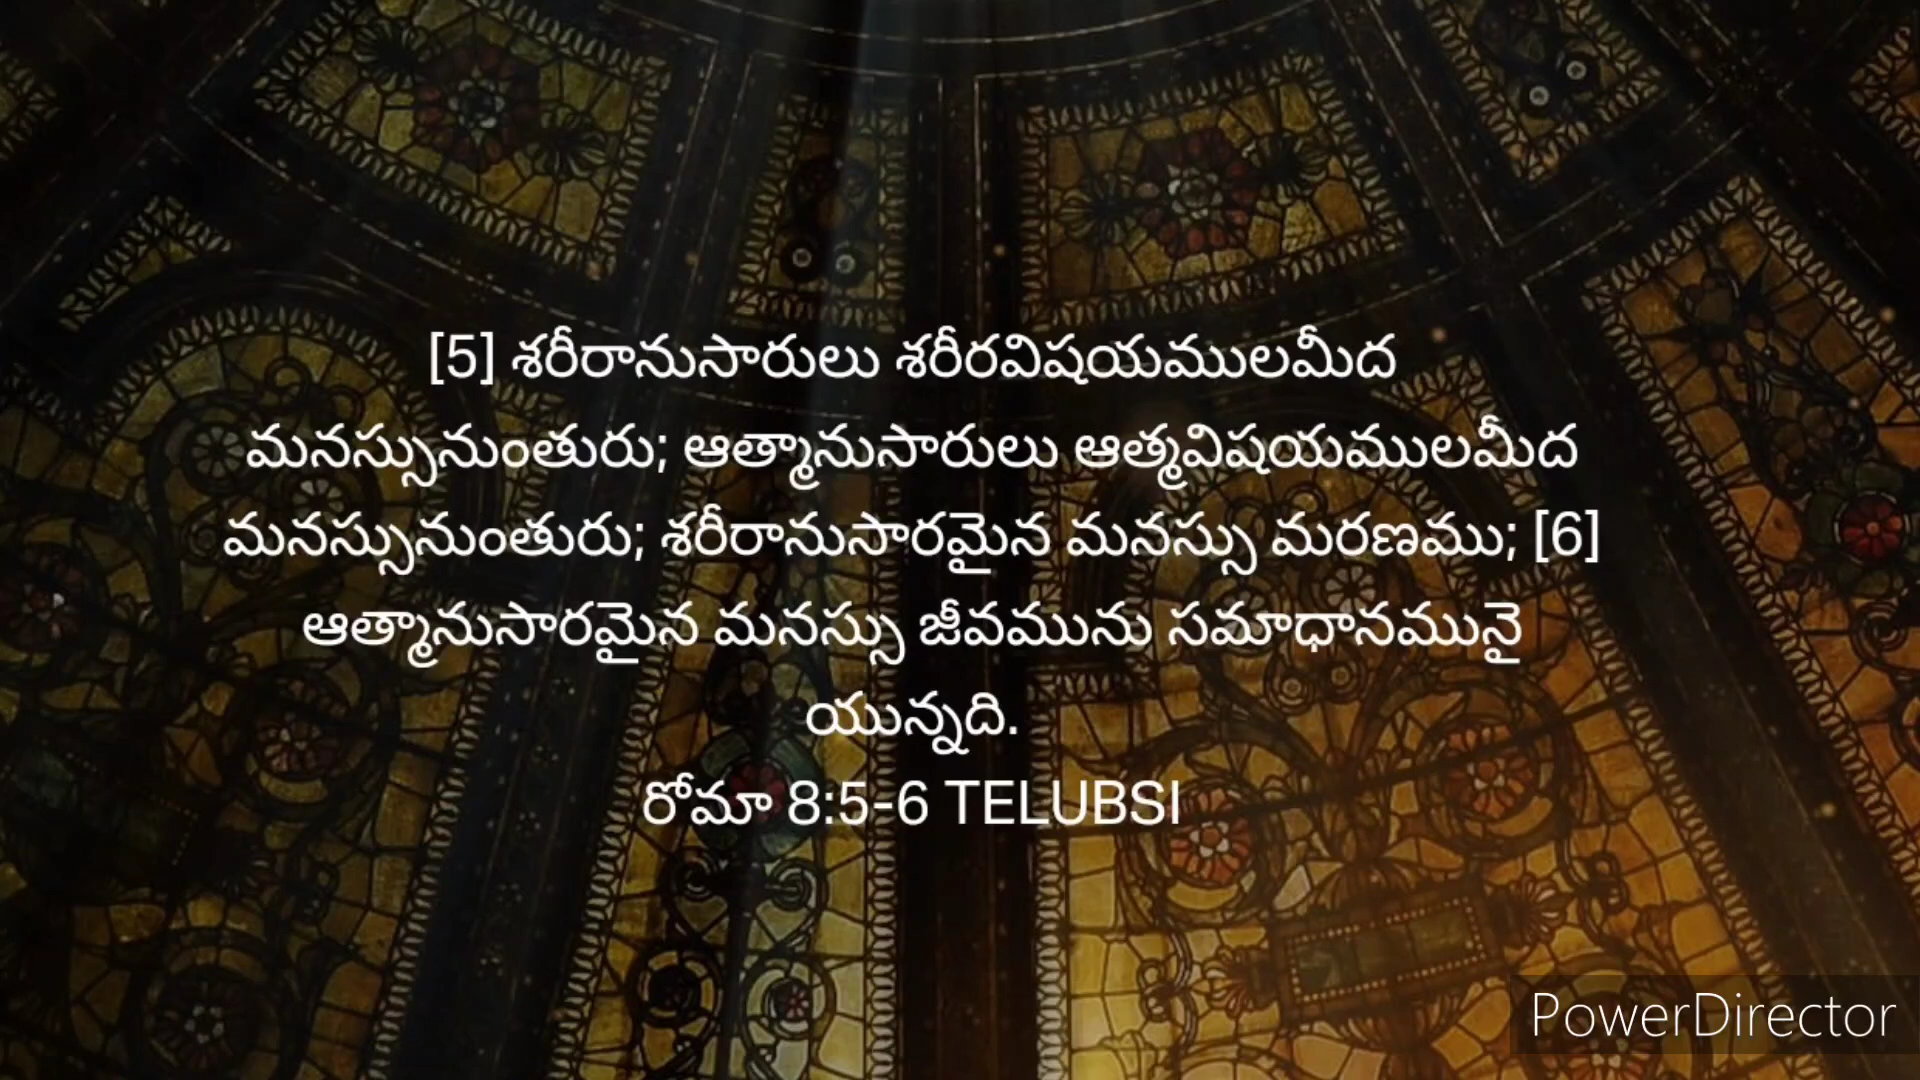 [5] శరీరానుసారులు శరీరవిషయములమీద
మనస్సునుంతురు; ఆత్మానుసారులు ఆత్మవిషయములమీద
మనస్సునుంతురు; శరీరానుసారమైన మనస్సు మరణము; [6]
ఆత్మానుసారమైన మనస్సు జీవమును సమాధానమునై
యున్నది.
రోమా 8:5-6 TELUBSI
PowerDirector